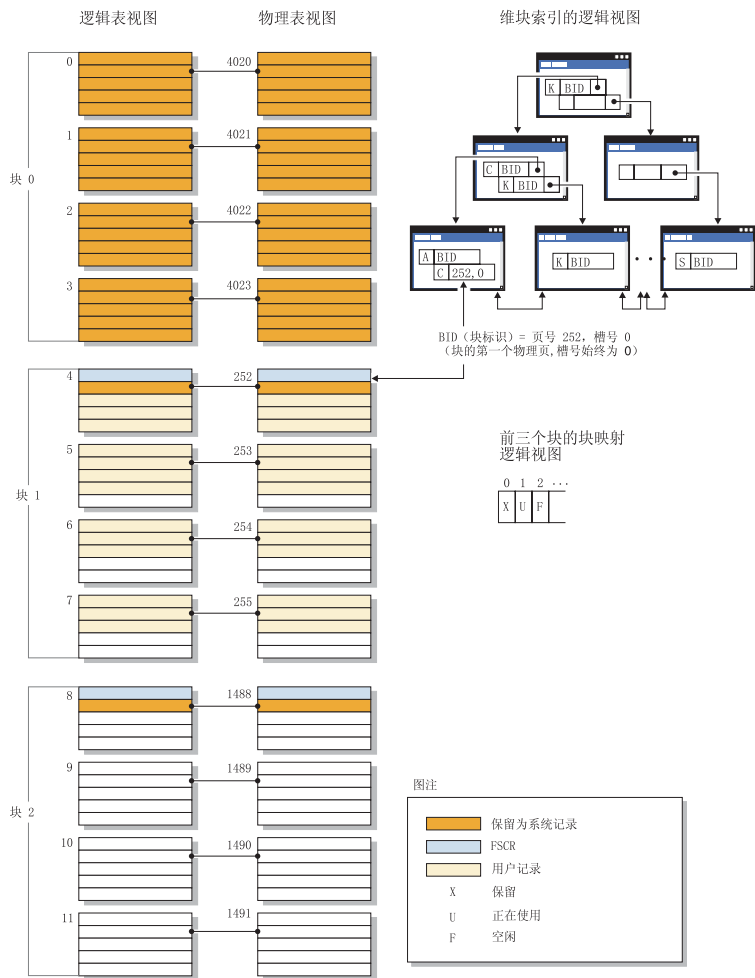 逻辑表视图
物理表视图
维块索引的逻辑视图
0
4020
1
4021
块 0
2
4022
3
4023
K BID
C BID
K BID
A BID
C 252,0
K BID
· · ·
S BID
BID（块标识）= 页号 252，槽号 0
（块的第一个物理页,槽号始终为 0）
4
252
5
253
块 1
6
254
7
255
前三个块的块映射
逻辑视图
0 1 2 ···
X U F
8
1488
9
1489
块 2
10
1490
11
1491
图注
保留为系统记录
FSCR
用户记录
X 保留
U 正在使用
F 空闲